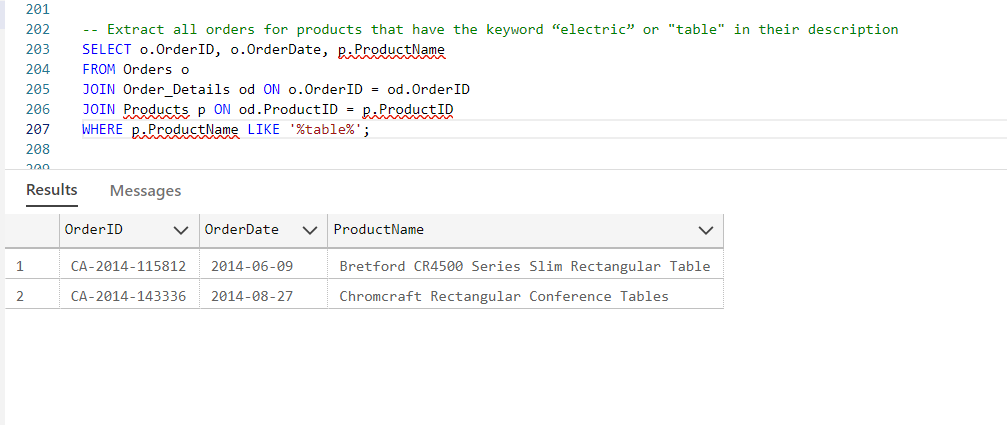 201
202 -- Extract all orders for products that have the keyword “electric” or "table" in their description
203 SELECT o.OrderID, o.OrderDate, p.ProductName
204 FROM Orders o
205 JOIN Order_Details od ON o.OrderID = od.OrderID
206 JOIN Products p ON od.ProductID = p.ProductID
207 WHERE p.ProductName LIKE '%table%';
208
209
Results Messages
OrderID OrderDate ProductName
1 CA-2014-115812 2014-06-09 Bretford CR4500 Series Slim Rectangular Table
2 CA-2014-143336 2014-08-27 Chromcraft Rectangular Conference Tables